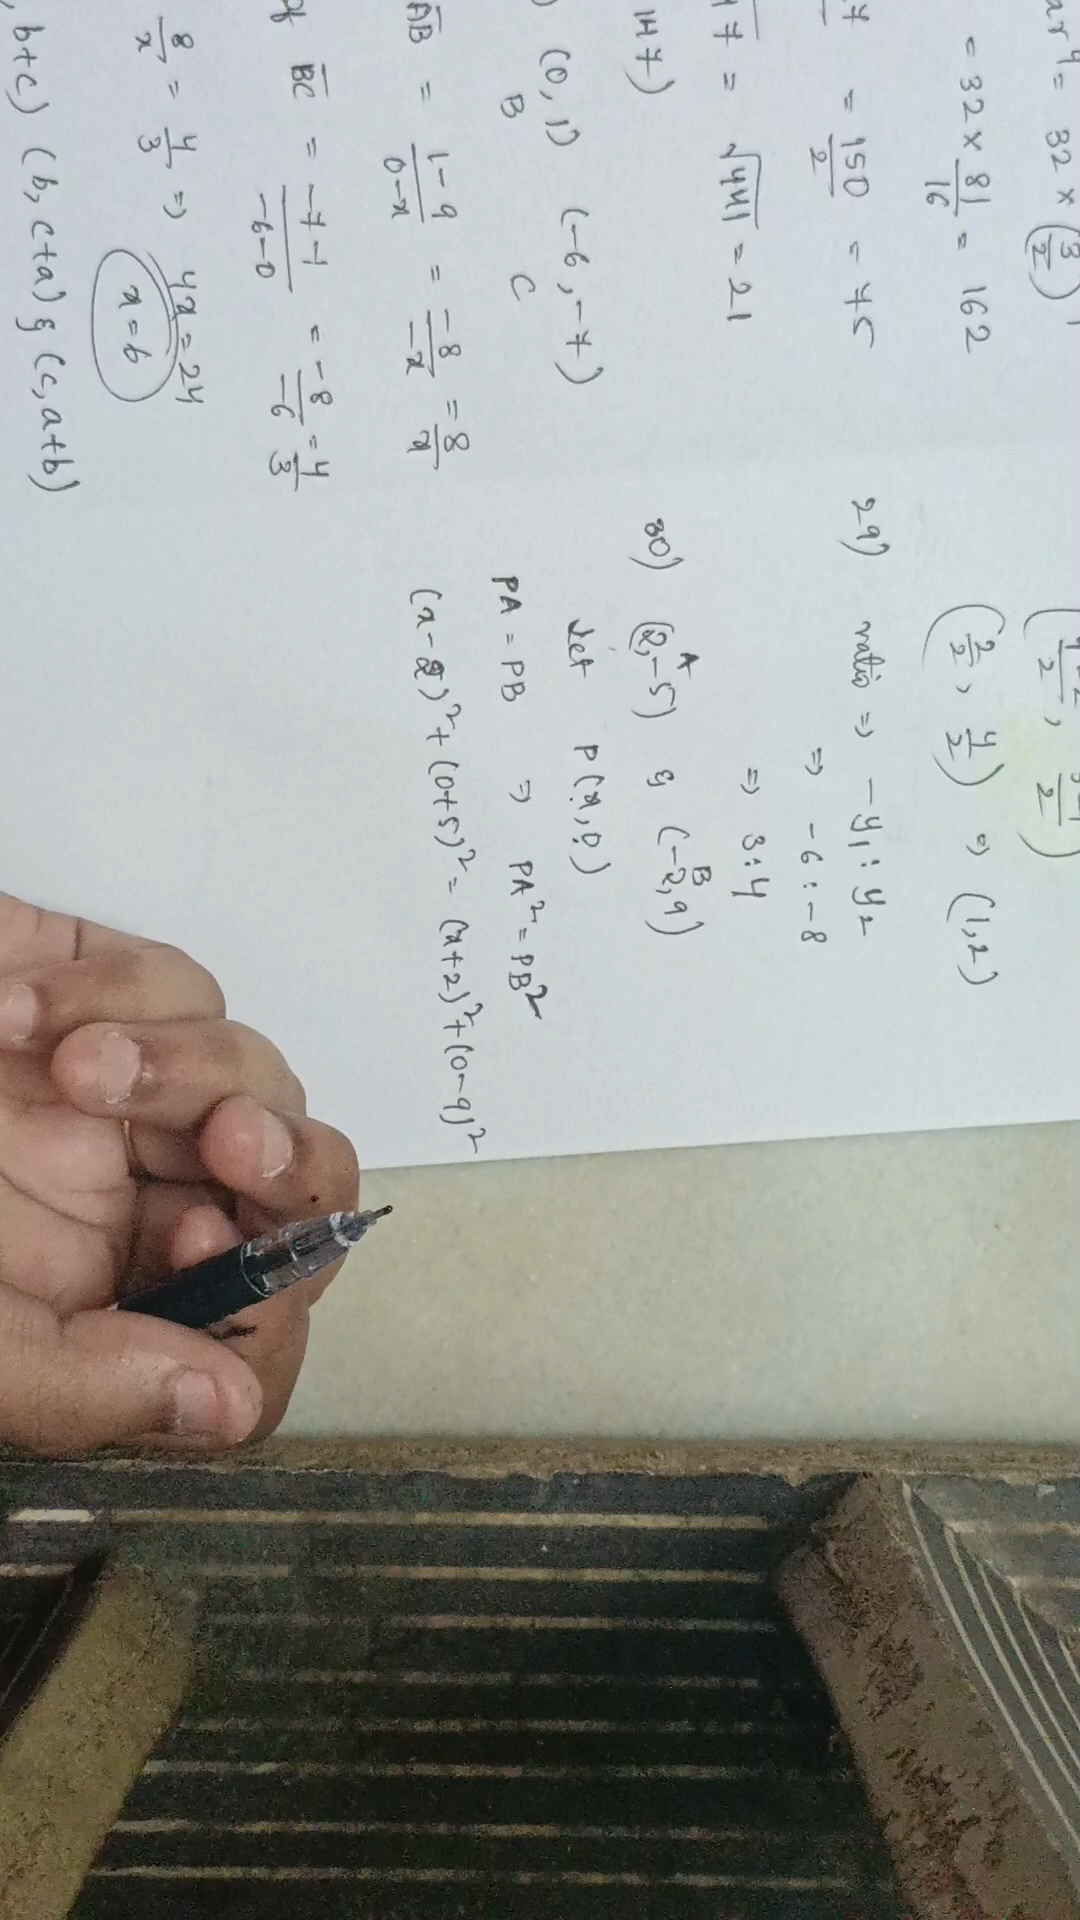 = 32 × (3/2)
= 32 × 81/16 = 162
= 150/2 = 75
= √441 = 21
147)
(0, 1) (-6, -7)
B C
AB = 1-9/0-x = -8/-x = 8/x
of BC = -7-1/-6-0 = -8/-6 = 4/3
8/x = 4/3 ⇒ 4x = 24
x = 6
, b+c) (b, c+a) & (c, a+b)
(2/2, 4/2) ⇒ (1,2)
29) ratio ⇒ -y₁ : y₂
⇒ -6 : -8
⇒ 3:4
30) A(2,-5) & B(-2,9)
Let P(x,0)
PA = PB ⇒ PA² = PB²
(x-2)² + (0+5)² = (x+2)² + (0-9)²